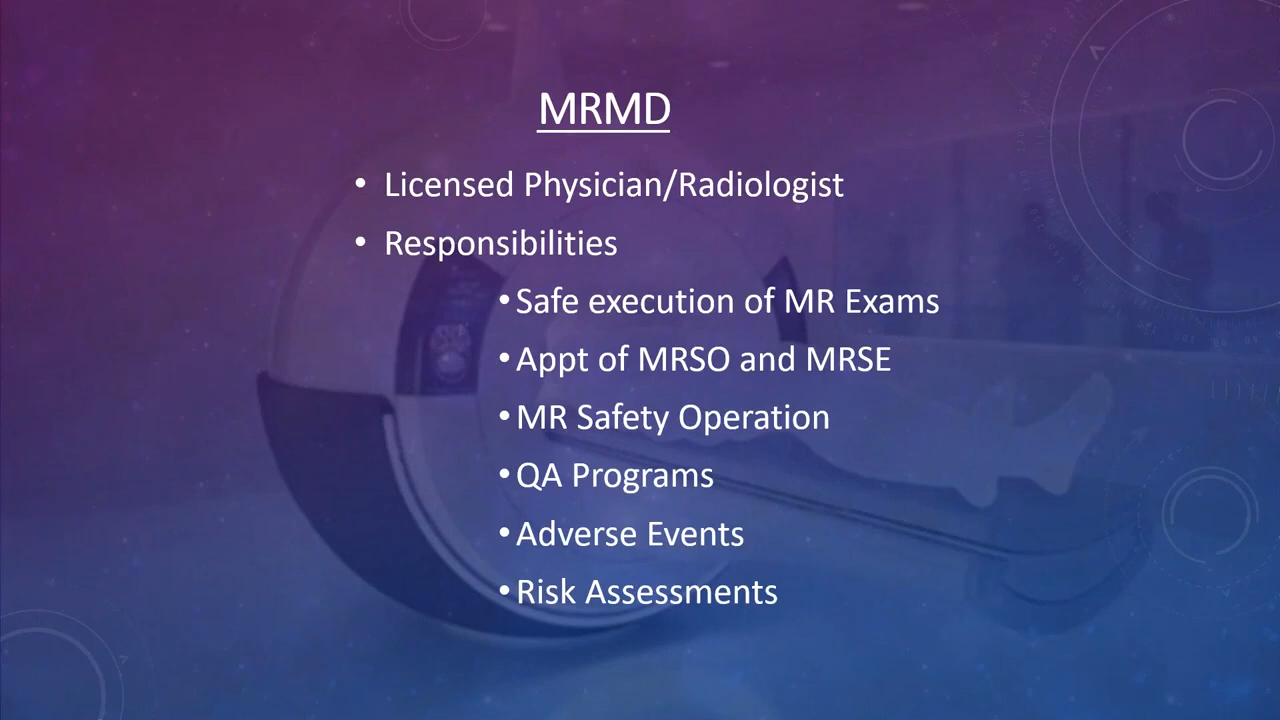 MRMD
• Licensed Physician/Radiologist
• Responsibilities
• Safe execution of MR Exams
• Appt of MRSO and MRSE
• MR Safety Operation
• QA Programs
• Adverse Events
• Risk Assessments